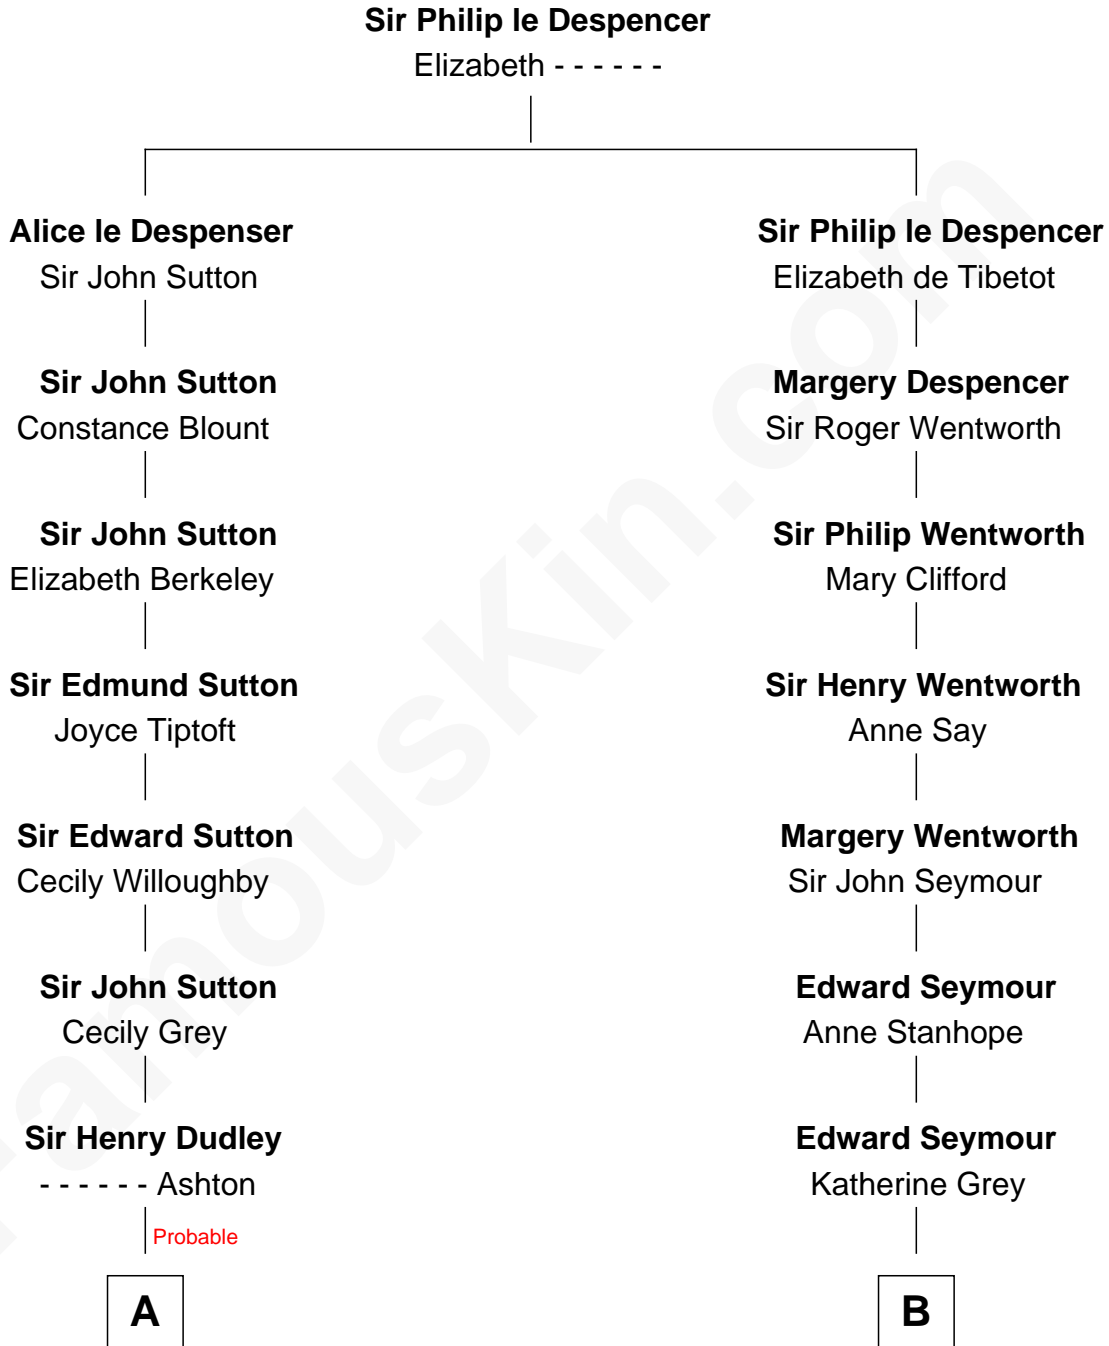 Sir Philip le Despencer
Elizabeth - - - - - -
Alice le Despenser
Sir John Sutton
Sir John Sutton
Constance Blount
Sir John Sutton
Elizabeth Berkeley
Sir Edmund Sutton
Joyce Tiptoft
Sir Edward Sutton
Cecily Willoughby
Sir John Sutton
Cecily Grey
Sir Henry Dudley
- - - - - - Ashton
Probable
A
Sir Philip le Despencer
Elizabeth de Tibetot
Margery Despencer
Sir Roger Wentworth
Sir Philip Wentworth
Mary Clifford
Sir Henry Wentworth
Anne Say
Margery Wentworth
Sir John Seymour
Edward Seymour
Anne Stanhope
Edward Seymour
Katherine Grey
B
FamousKin.com